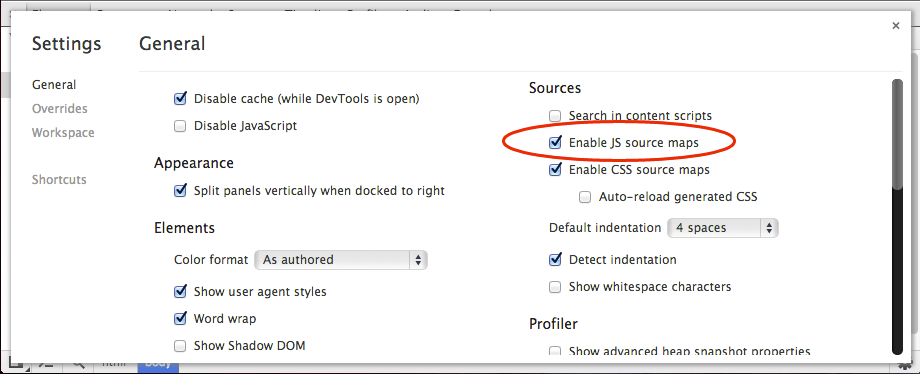 Settings
General
Overrides
Workspace
Shortcuts
General
Disable cache (while DevTools is open)
Disable JavaScript
Appearance
Split panels vertically when docked to right
Elements
Color format As authored
Show user agent styles
Word wrap
Show Shadow DOM
Sources
Search in content scripts
Enable JS source maps
Enable CSS source maps
Auto-reload generated CSS
Default indentation 4 spaces
Detect indentation
Show whitespace characters
Profiler
Show advanced heap snapshot properties
html body